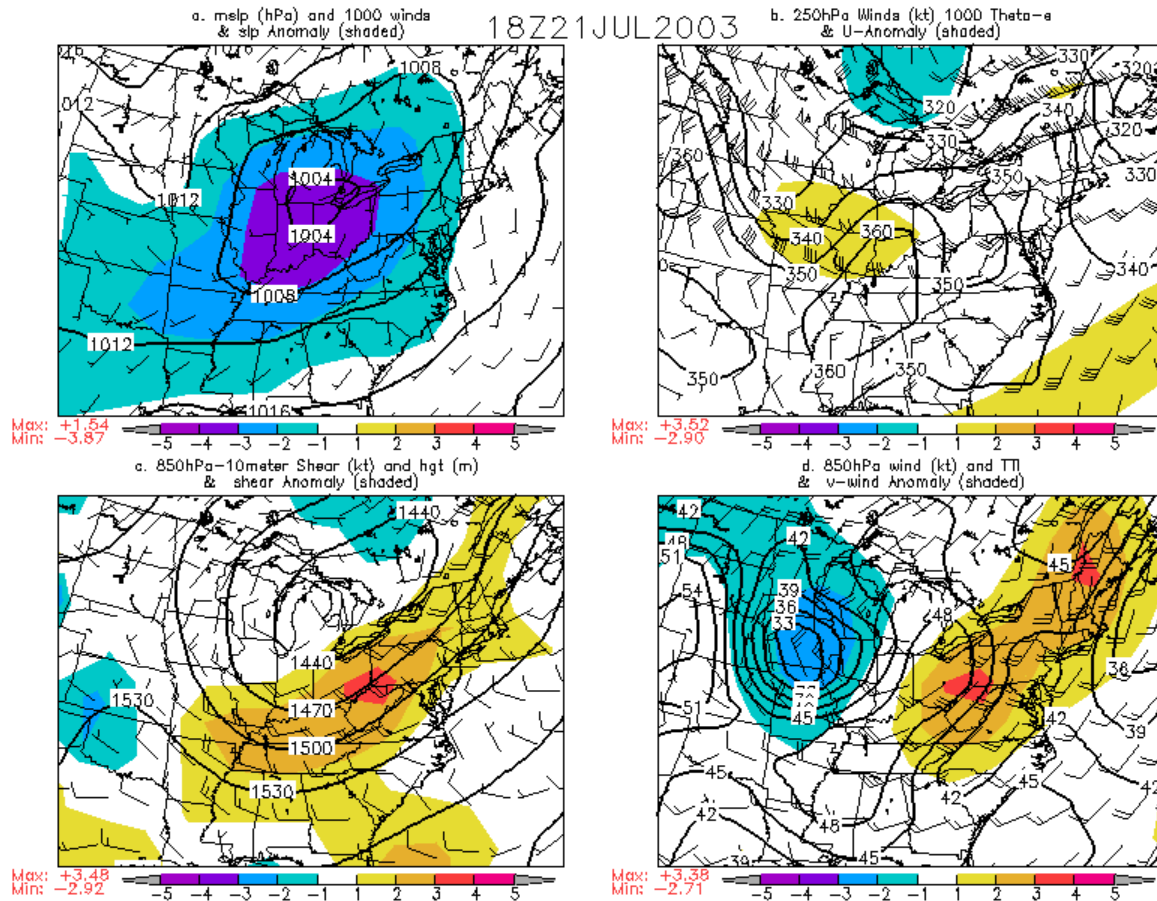 a. mslp (hPa) and 1000 winds
& slp Anomaly (shaded)
18Z21JUL2003
b. 250hPa Winds (kt) 1000 Theta-e
& U-Anomaly (shaded)
1016
1008
1012
1012
1004
1004
1008
1012
1016
Max: +1.54
Min: -3.87
-5 -4 -3 -2 -1 1 2 3 4 5
330
320
340
320
320
360
330
330
350
330
340
360
350
350
340
350
360
350
350
Max: +3.52
Min: -2.90
-5 -4 -3 -2 -1 1 2 3 4 5
c. 850hPa-10meter Shear (kt) and hgt (m)
& shear Anomaly (shaded)
d. 850hPa wind (kt) and TTI
& v-wind Anomaly (shaded)
1440
1440
1530
1470
1500
1530
Max: +3.48
Min: -2.92
-5 -4 -3 -2 -1 1 2 3 4 5
42
48
51
42
45
54
39
36
33
48
38
51
45
42
39
45
45
42
42
42
48
39
45
Max: +3.38
Min: -2.71
-5 -4 -3 -2 -1 1 2 3 4 5